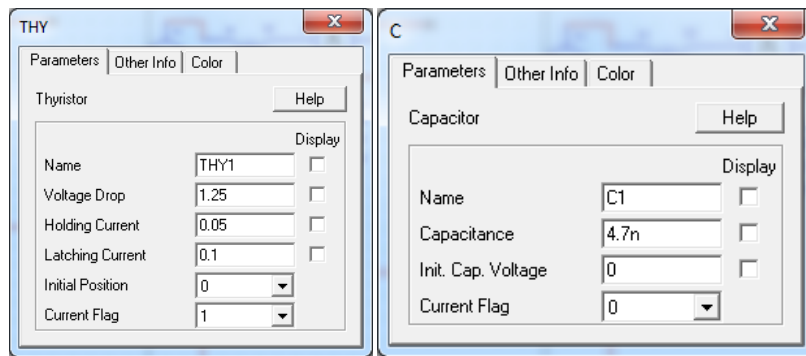 THY
Parameters Other Info Color
Thyristor Help
Display
Name THY1
Voltage Drop 1.25
Holding Current 0.05
Latching Current 0.1
Initial Position 0
Current Flag 1
C
Parameters Other Info Color
Capacitor Help
Display
Name C1
Capacitance 4.7n
Init. Cap. Voltage 0
Current Flag 0